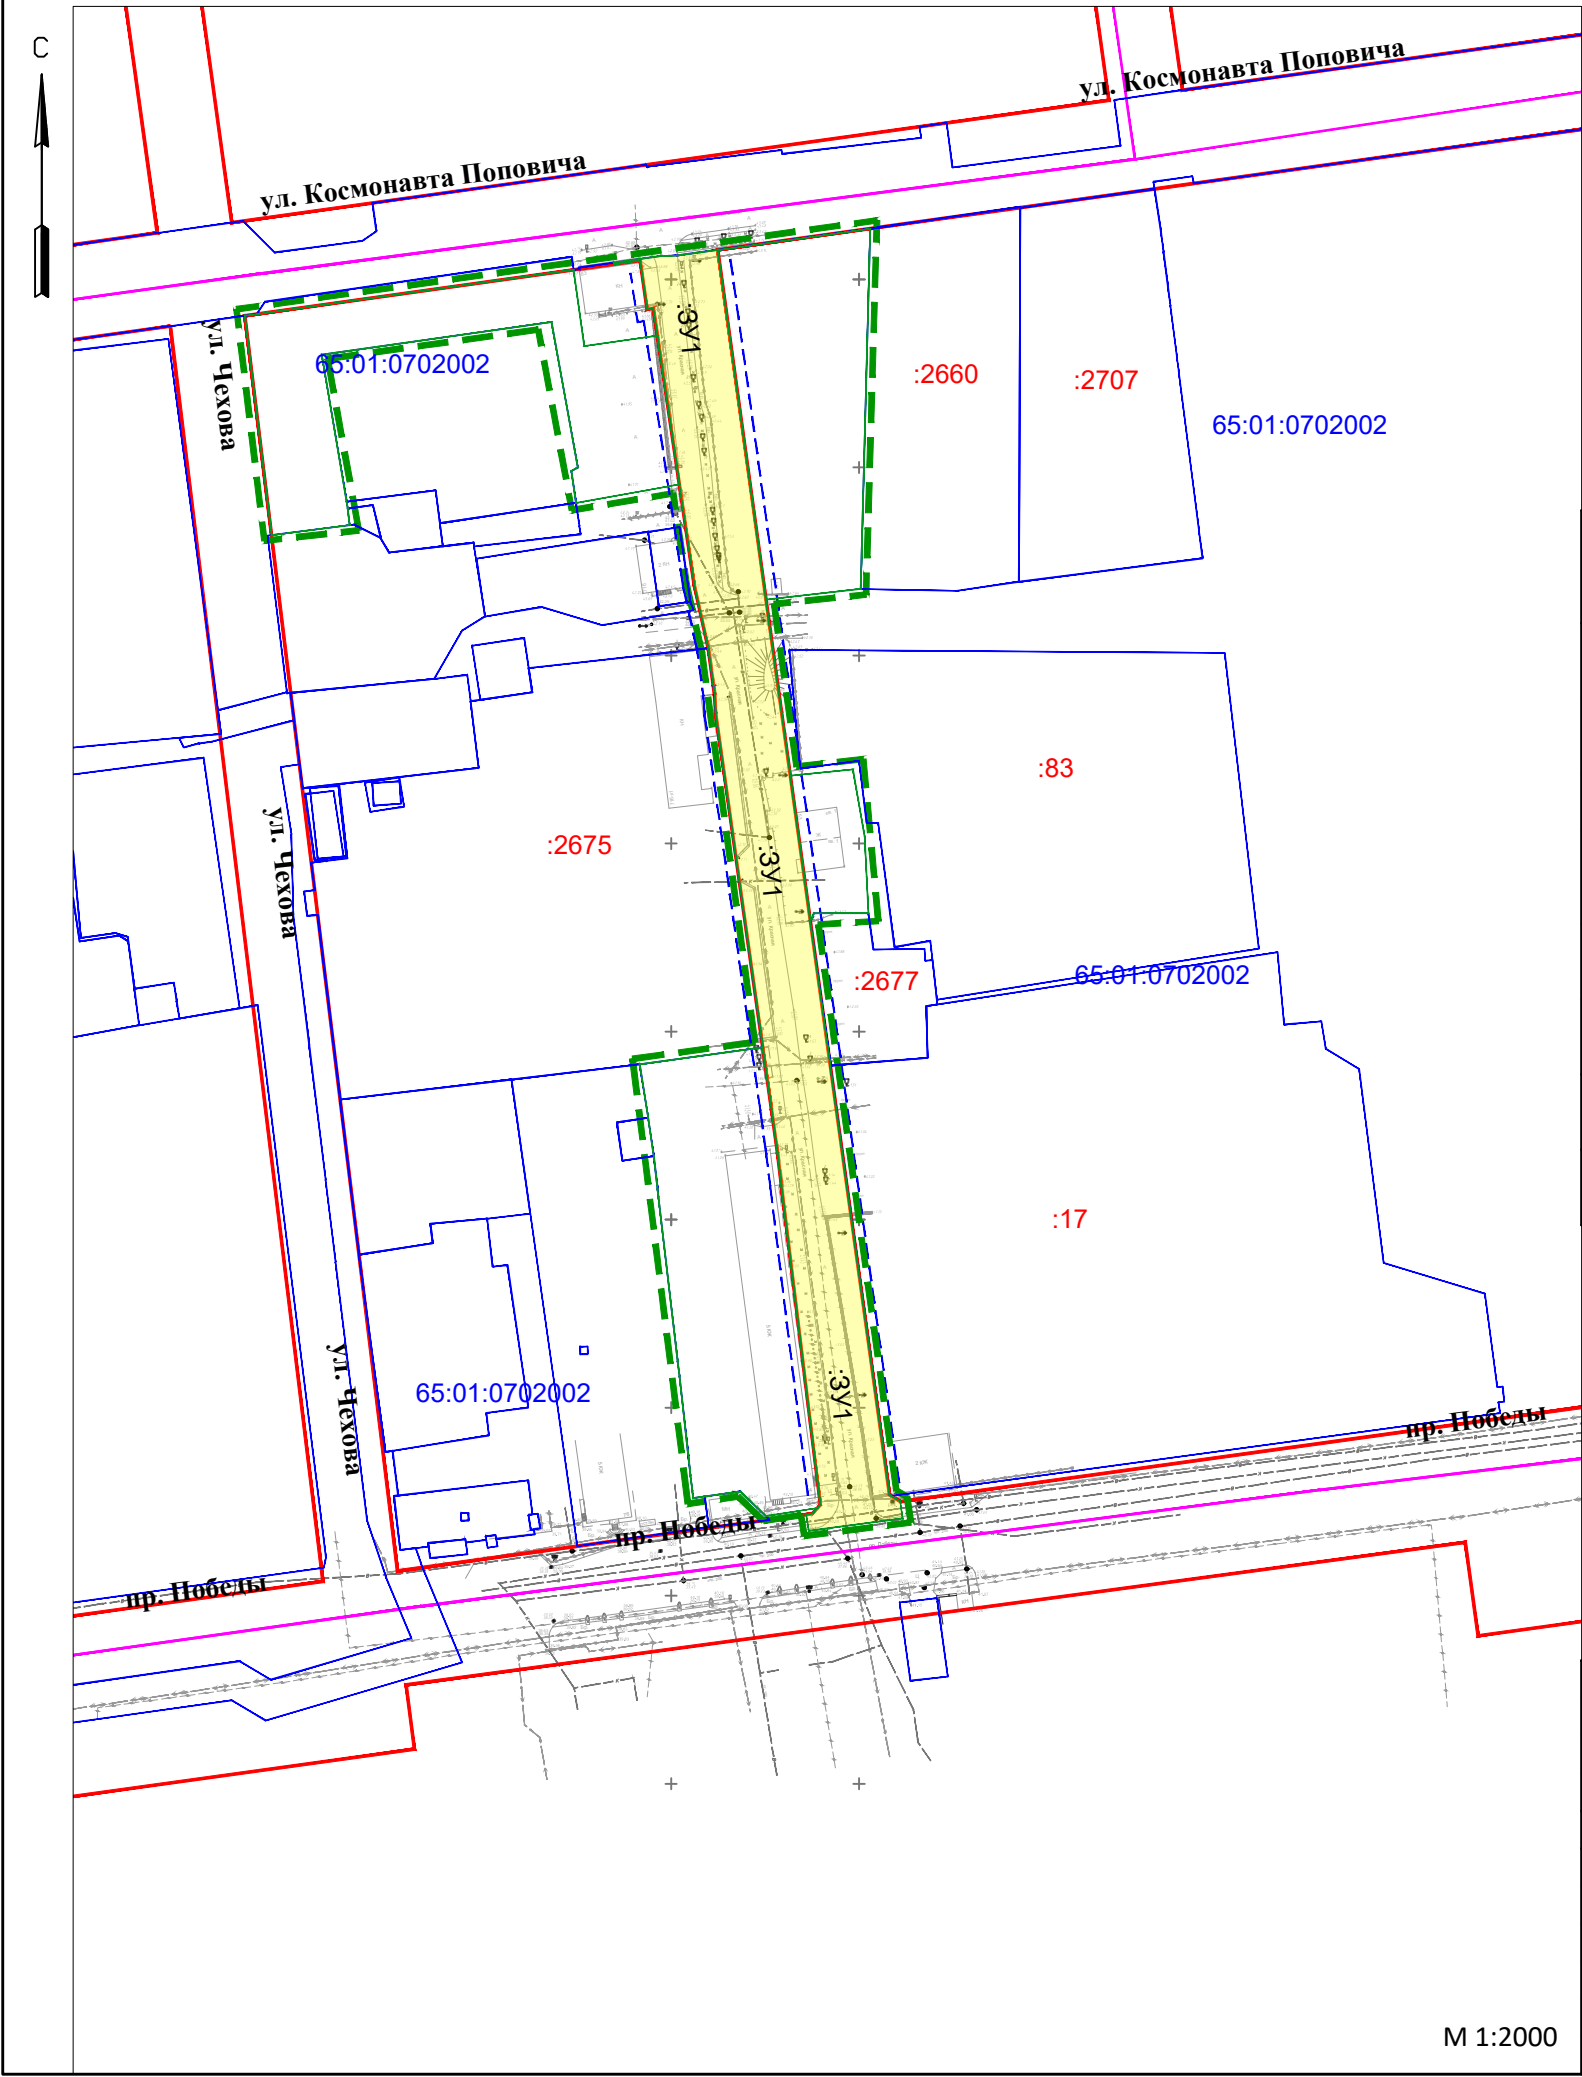 С
ул. Космонавта Поповича
ул. Космонавта Поповича
:ЗУ1
ул. Чехова
65:01:0702002
:2660
:2707
65:01:0702002
:83
ул. Чехова
:2675
:ЗУ1
65:01:0702002
:2677
:17
ул. Чехова
65:01:0702002
:ЗУ1
пр. Победы
пр. Победы
пр. Победы
М 1:2000